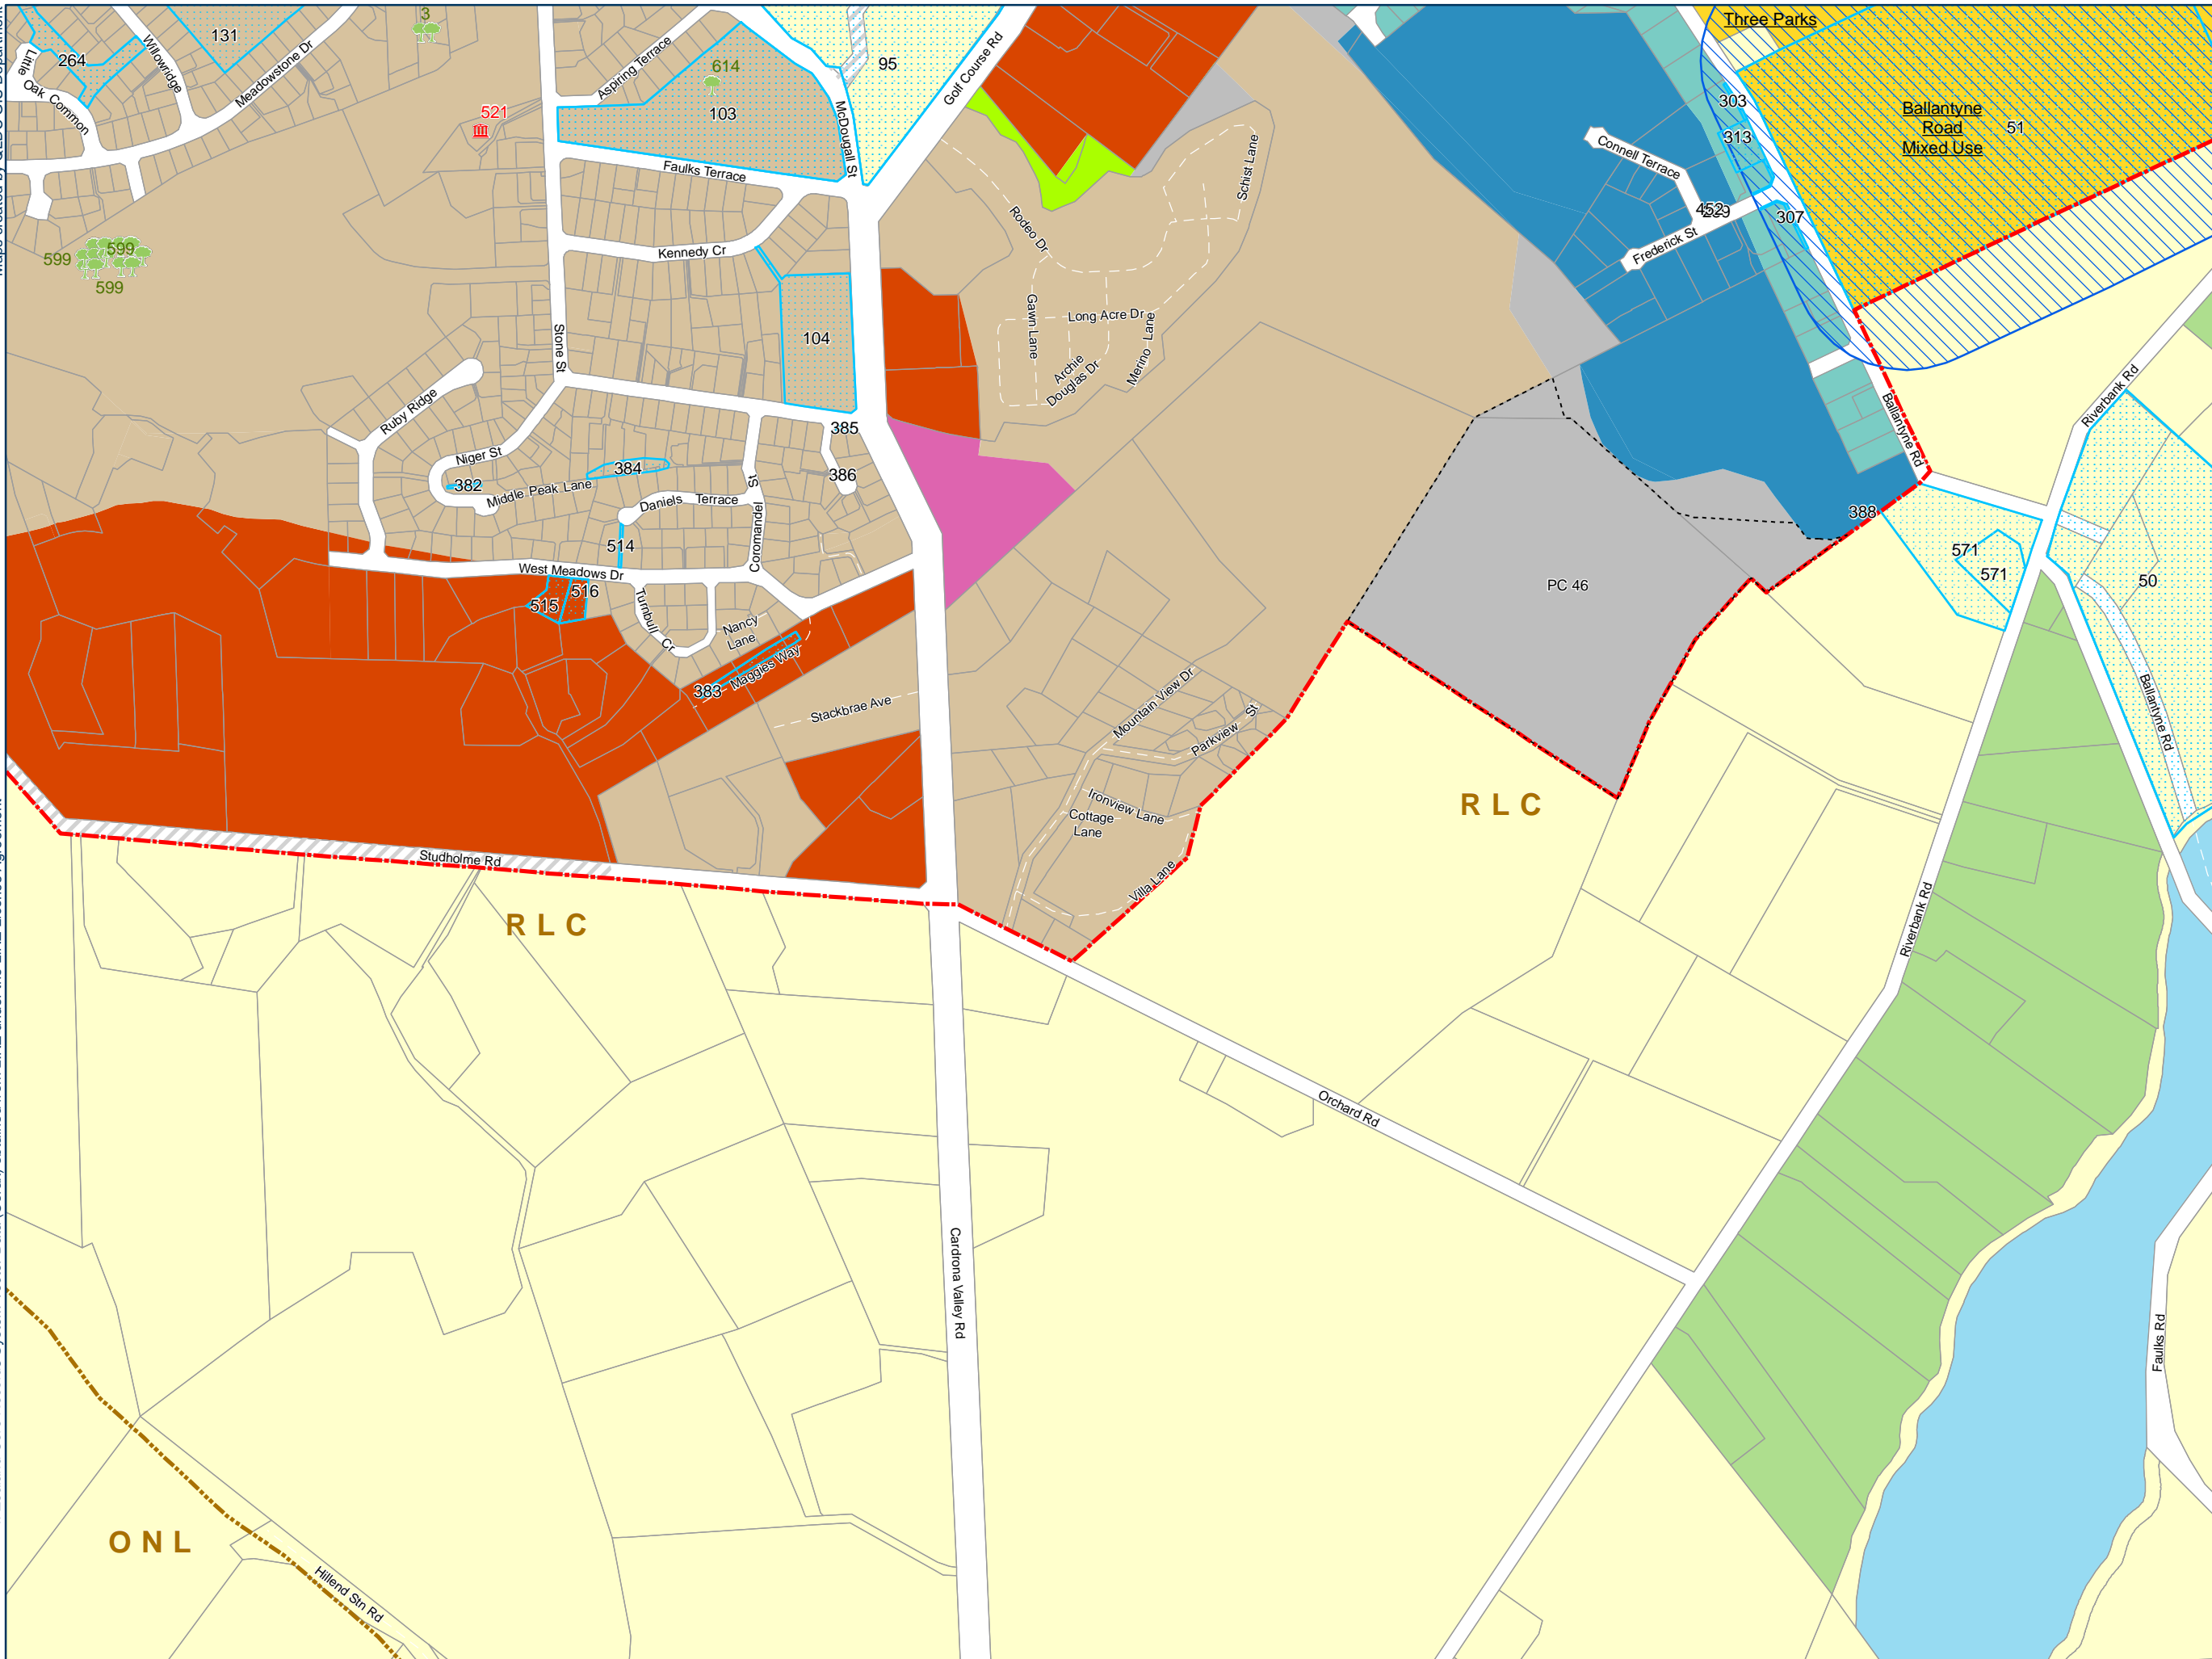 3
Three Parks
Little
Oak Common
264
Willowridge
131
Meadowstone Dr
521
Aspiring Terrace
614
103
McDougall St
95
Golf Course Rd
Faulks Terrace
Kennedy Cr
Stone St
104
599
599
599
Rodeo Dr
Schist Lane
Gawn Lane
Long Acre Dr
Archie
Douglas Dr
Merino Lane
Connell Terrace
Frederick St
452
303
313
307
Ballantyne
Road
Mixed Use
51
Ballantyne Rd
Riverbank Rd
Ruby Ridge
Niger St
382
Middle Peak Lane
384
Daniels Terrace
Coromandel St
385
386
514
West Meadows Dr
515
516
Turnbull Cr
Nancy
Lane
383
Maggies Way
Stackbrae Ave
388
571
571
50
PC 46
Mountain View Dr
Parkview St
Ironview Lane
Cottage
Lane
Villa Lane
RLC
Ballantyne Rd
Studholme Rd
RLC
Riverbank Rd
Orchard Rd
Cardrona Valley Rd
Faulks Rd
ONL
Hillend Stn Rd